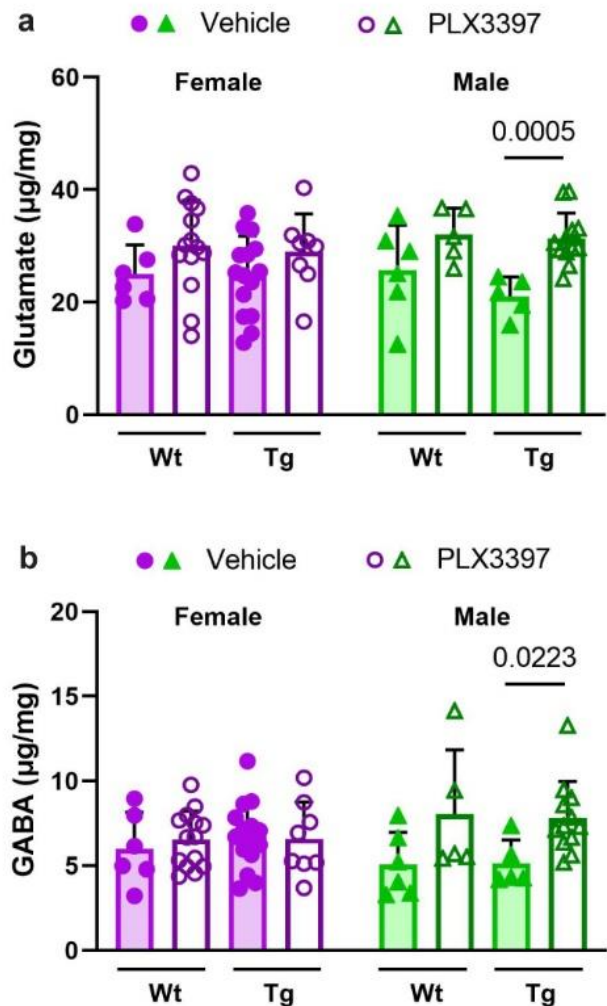 a
Vehicle PLX3397
Female Male
0.0005
Glutamate (µg/mg)
60
40
20
0
Wt Tg Wt Tg
b
Vehicle PLX3397
Female Male
0.0223
GABA (µg/mg)
20
15
10
5
0
Wt Tg Wt Tg